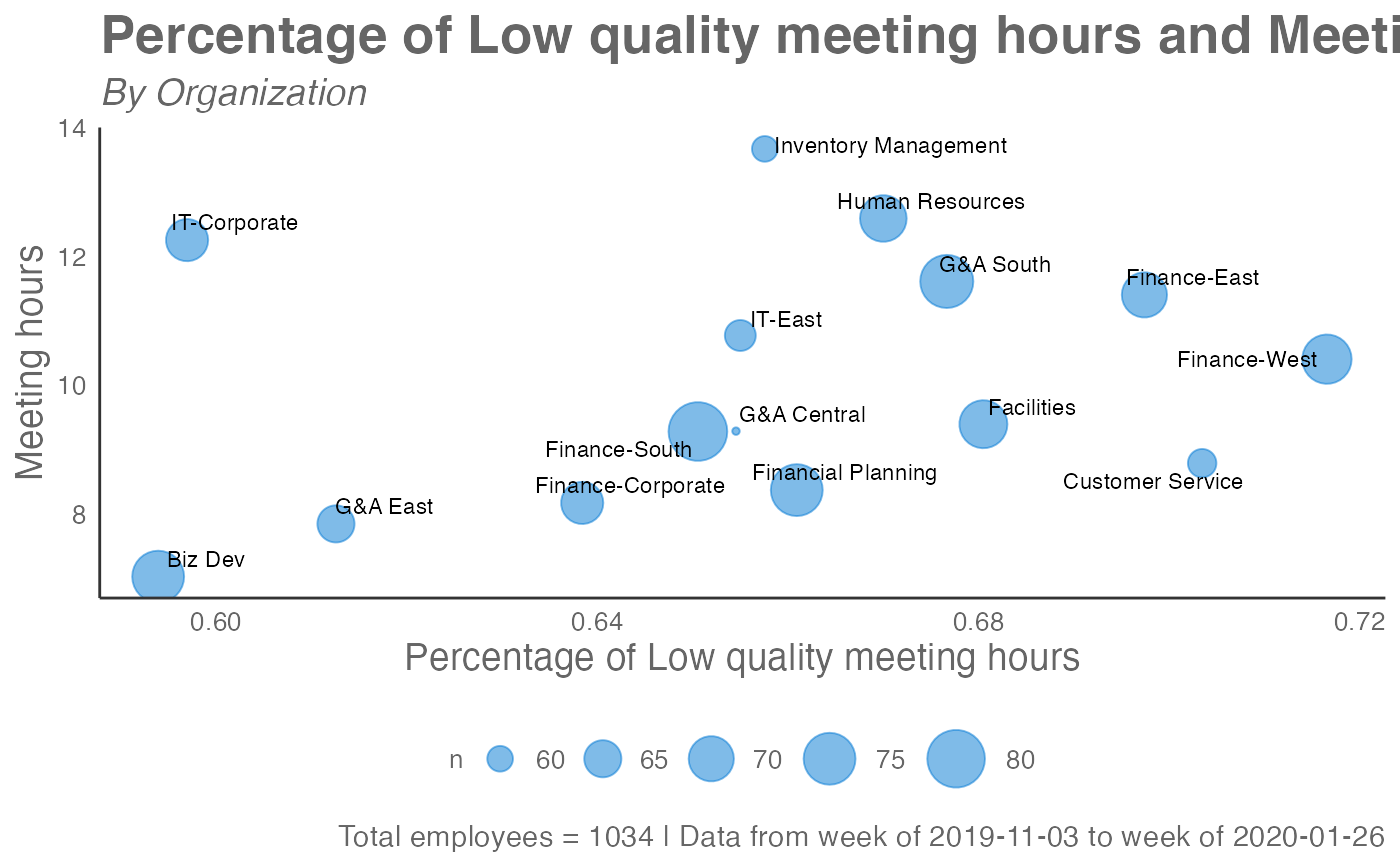 Percentage of Low quality meeting hours and Meeti
By Organization
14
Inventory Management
Human Resources
IT-Corporate
12
G&A South
Finance-East
IT-East
Finance-West
10
G&A Central
Facilities
Finance-South
Financial Planning
Customer Service
Finance-Corporate
G&A East
8
Biz Dev
Meeting hours
0.60 0.64 0.68 0.72
Percentage of Low quality meeting hours
n 60 65 70 75 80
Total employees = 1034 | Data from week of 2019-11-03 to week of 2020-01-26